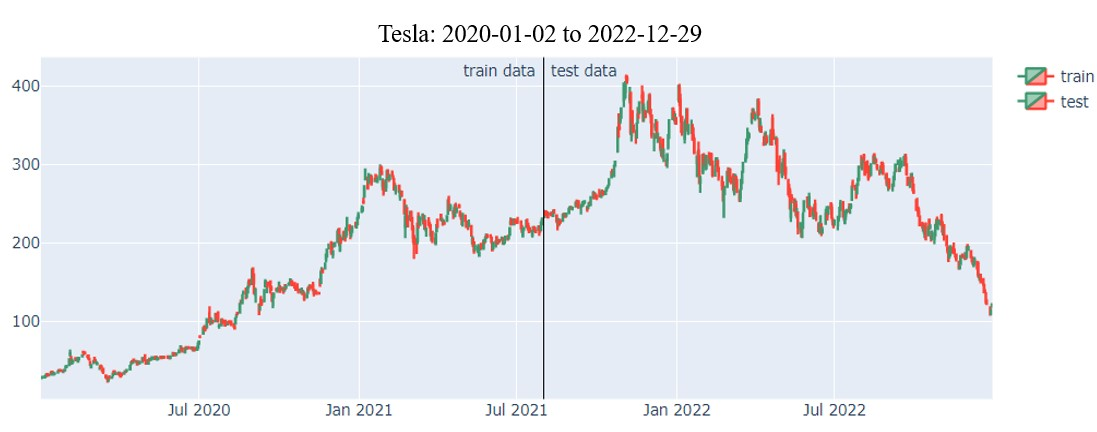 Tesla: 2020-01-02 to 2022-12-29
train data test data
train
test
400
300
200
100
Jul 2020 Jan 2021 Jul 2021 Jan 2022 Jul 2022